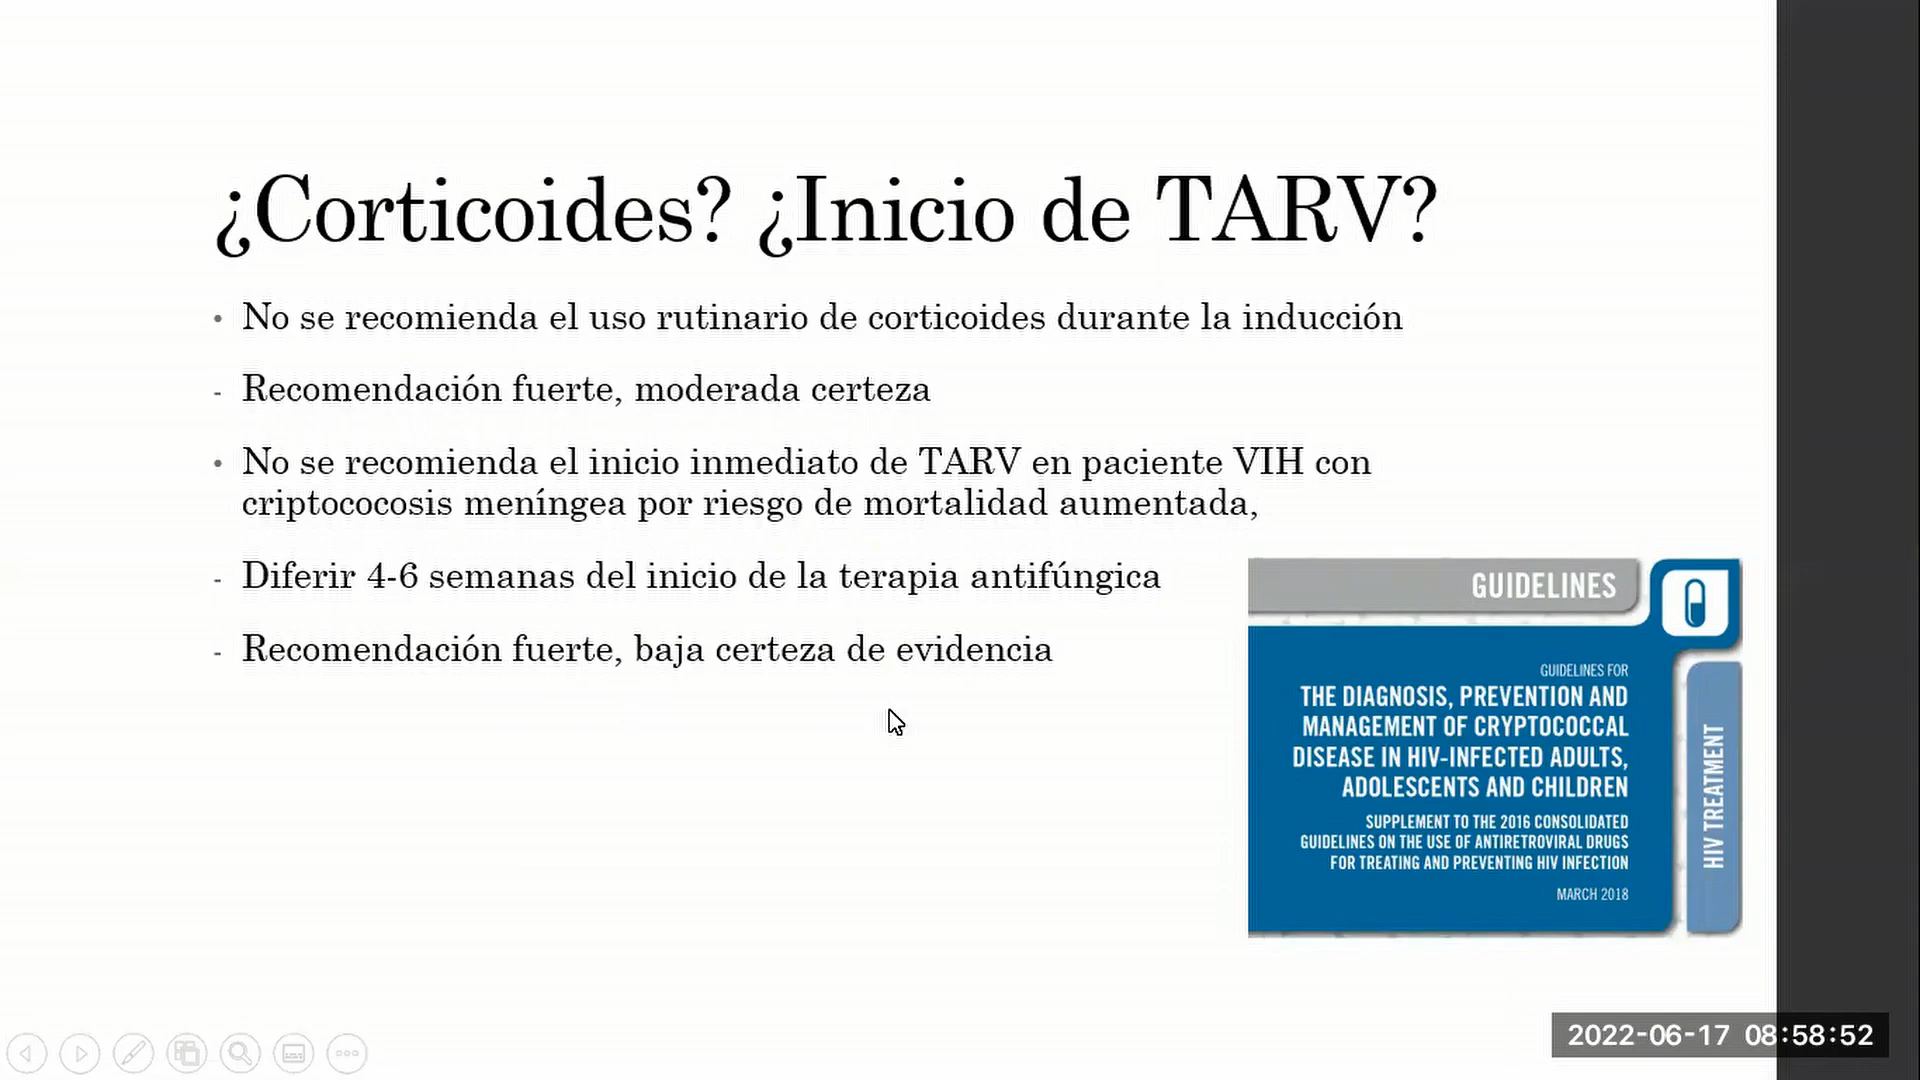 ¿Corticoides? ¿Inicio de TARV?
• No se recomienda el uso rutinario de corticoides durante la inducción
- Recomendación fuerte, moderada certeza
• No se recomienda el inicio inmediato de TARV en paciente VIH con
criptococosis meníngea por riesgo de mortalidad aumentada,
- Diferir 4-6 semanas del inicio de la terapia antifúngica
- Recomendación fuerte, baja certeza de evidencia
GUIDELINES
GUIDELINES FOR
THE DIAGNOSIS, PREVENTION AND
MANAGEMENT OF CRYPTOCOCCAL
DISEASE IN HIV-INFECTED ADULTS,
ADOLESCENTS AND CHILDREN
SUPPLEMENT TO THE 2016 CONSOLIDATED
GUIDELINES ON THE USE OF ANTIRETROVIRAL DRUGS
FOR TREATING AND PREVENTING HIV INFECTION
MARCH 2018
HIV TREATMENT
2022-06-17 08:58:52